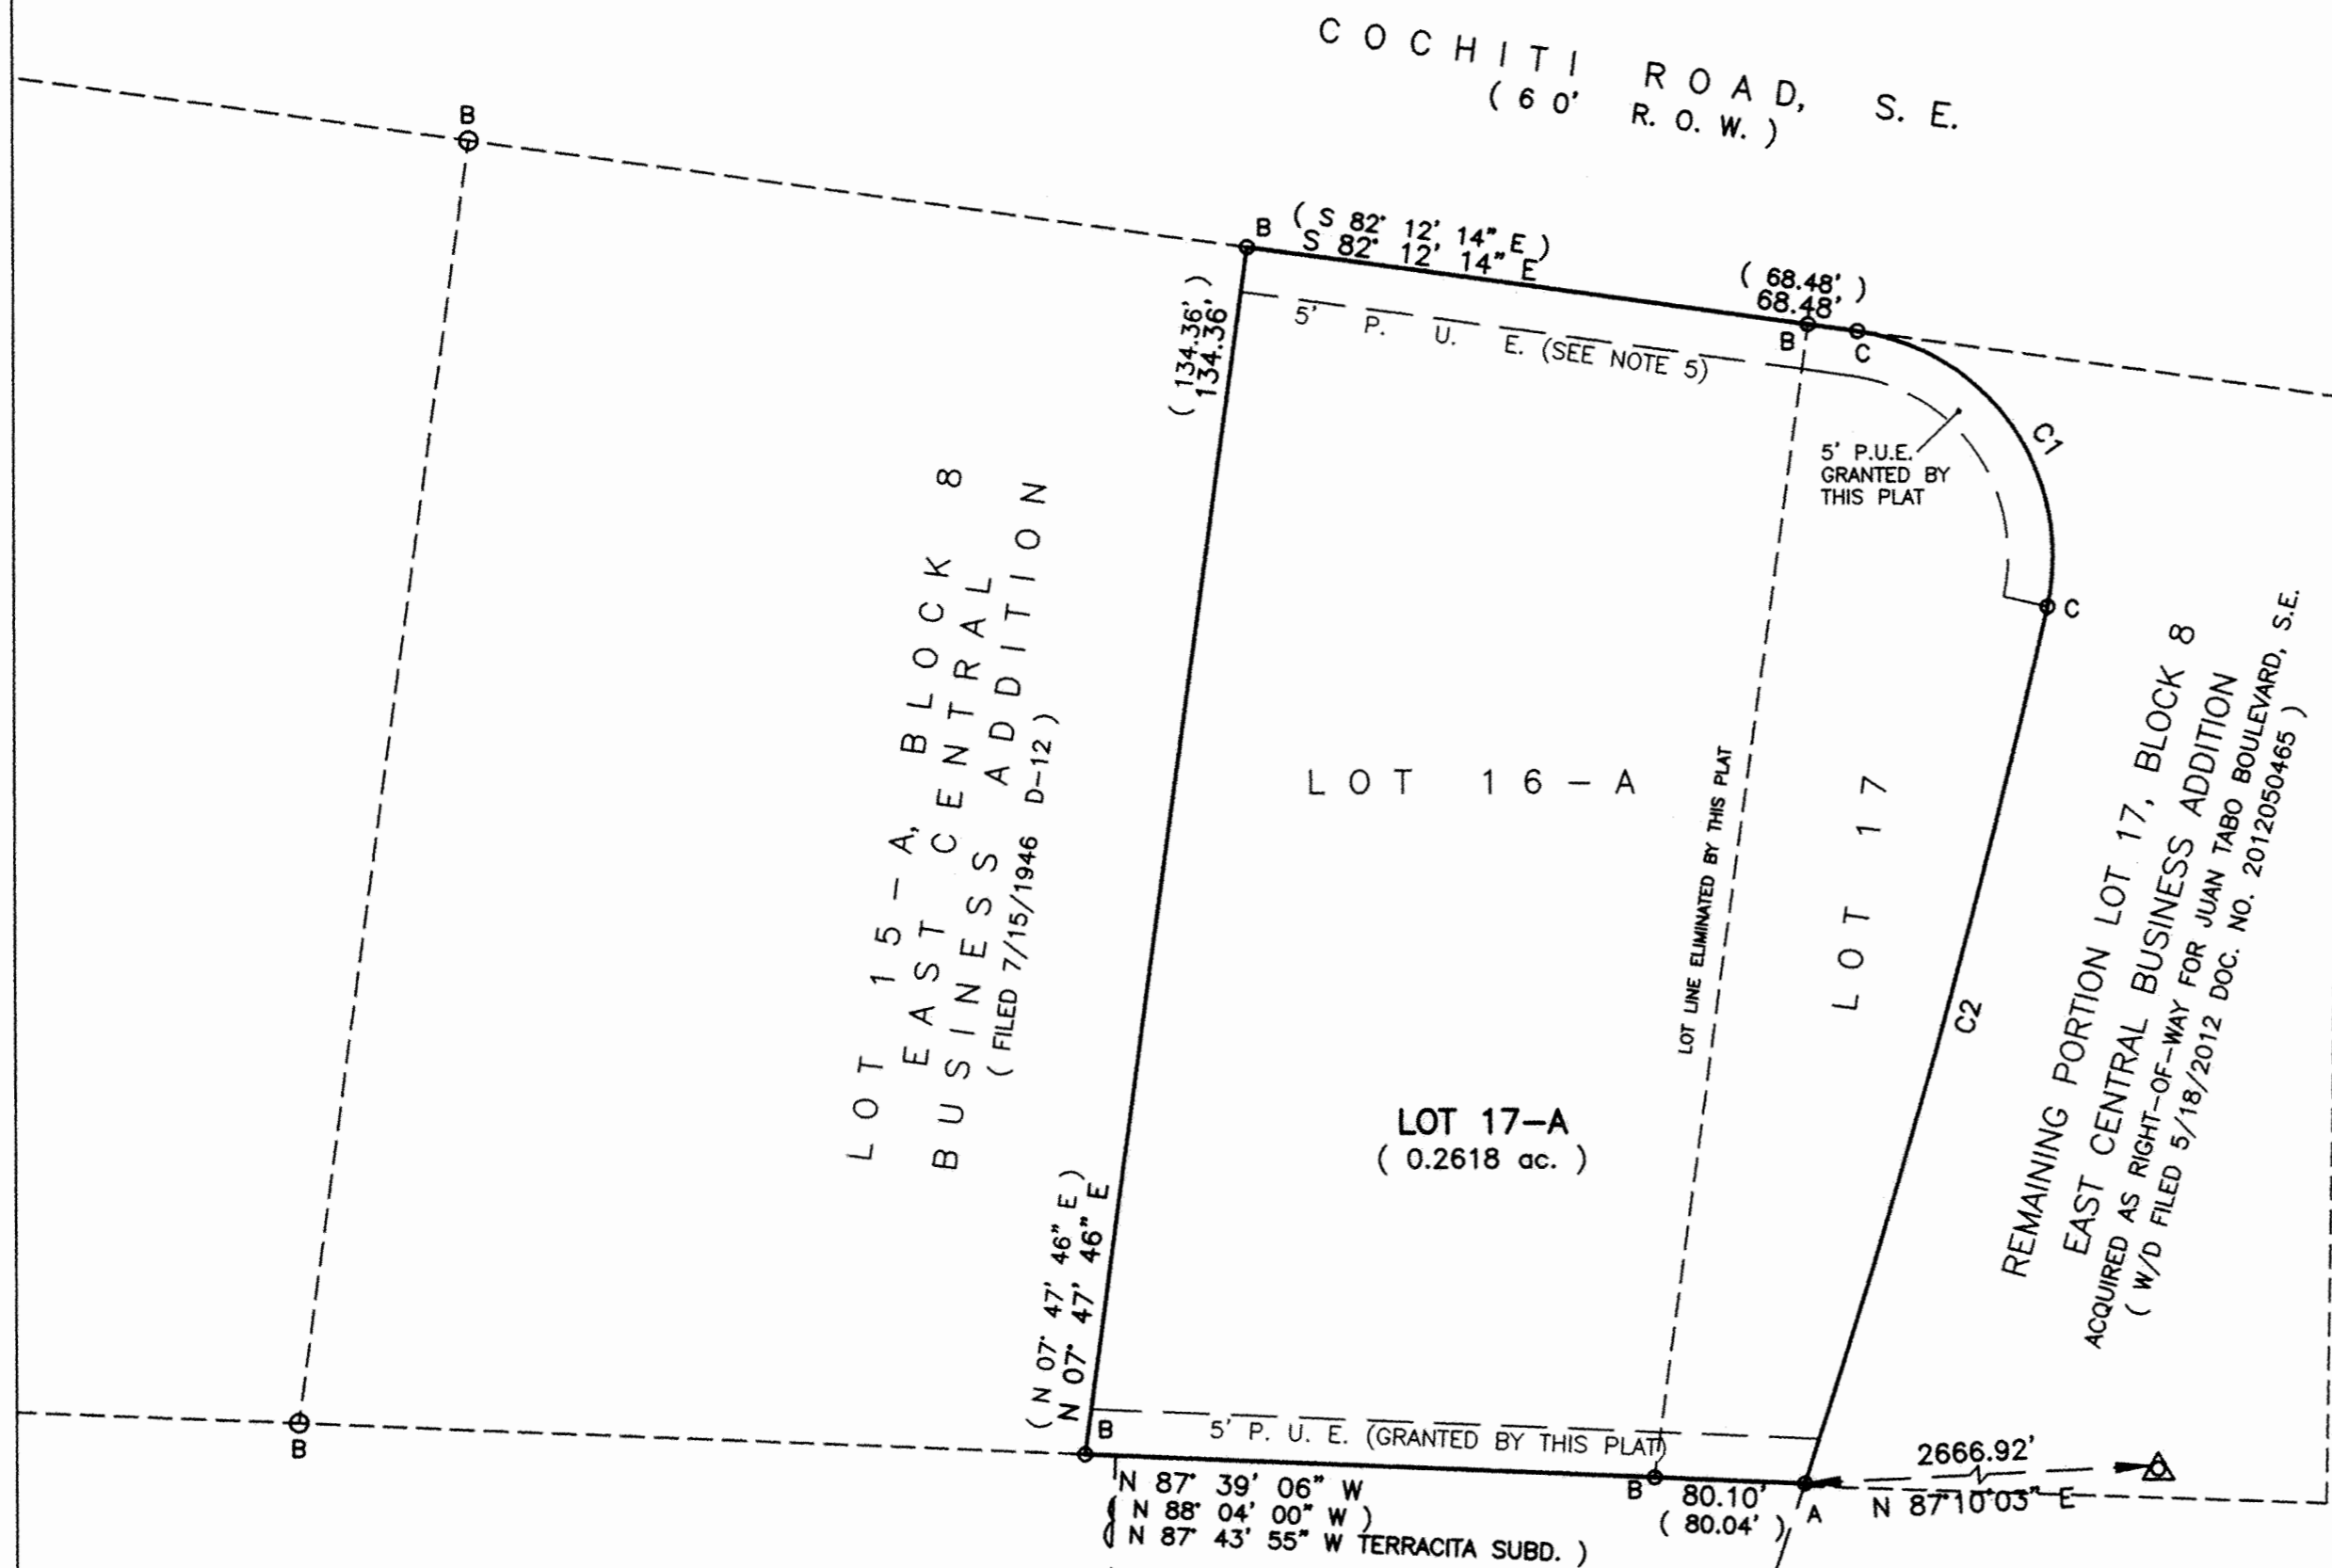 COCHITI ROAD, S. E.
( 60' R. O. W. )
B
B
( S 82° 12' 14" E )
S 82° 12' 14" E
( 68.48' )
68.48'
B
C
( 134.36' )
134.36'
5' P. U. E. (SEE NOTE 5)
C1
5' P.U.E.
GRANTED BY
THIS PLAT
C
LOT 15-A, BLOCK 8
EAST CENTRAL
BUSINESS ADDITION
( FILED 7/15/1946 D-12 )
LOT 16-A
LOT LINE ELIMINATED BY THIS PLAT
LOT 17
C2
REMAINING PORTION LOT 17, BLOCK 8
EAST CENTRAL BUSINESS ADDITION
ACQUIRED AS RIGHT-OF-WAY FOR JUAN TABO BOULEVARD, S.E.
( W/D FILED 5/18/2012 DOC. NO. 2012050465 )
LOT 17-A
( 0.2618 ac. )
( N 07° 47' 46" E )
N 07° 47' 46" E
B
B
5' P. U. E. (GRANTED BY THIS PLAT)
2666.92'
N 87°10'03" E
A
B
80.10'
( 80.04' )
N 87° 39' 06" W
( N 88° 04' 00" W )
( N 87° 43' 55" W TERRACITA SUBD. )